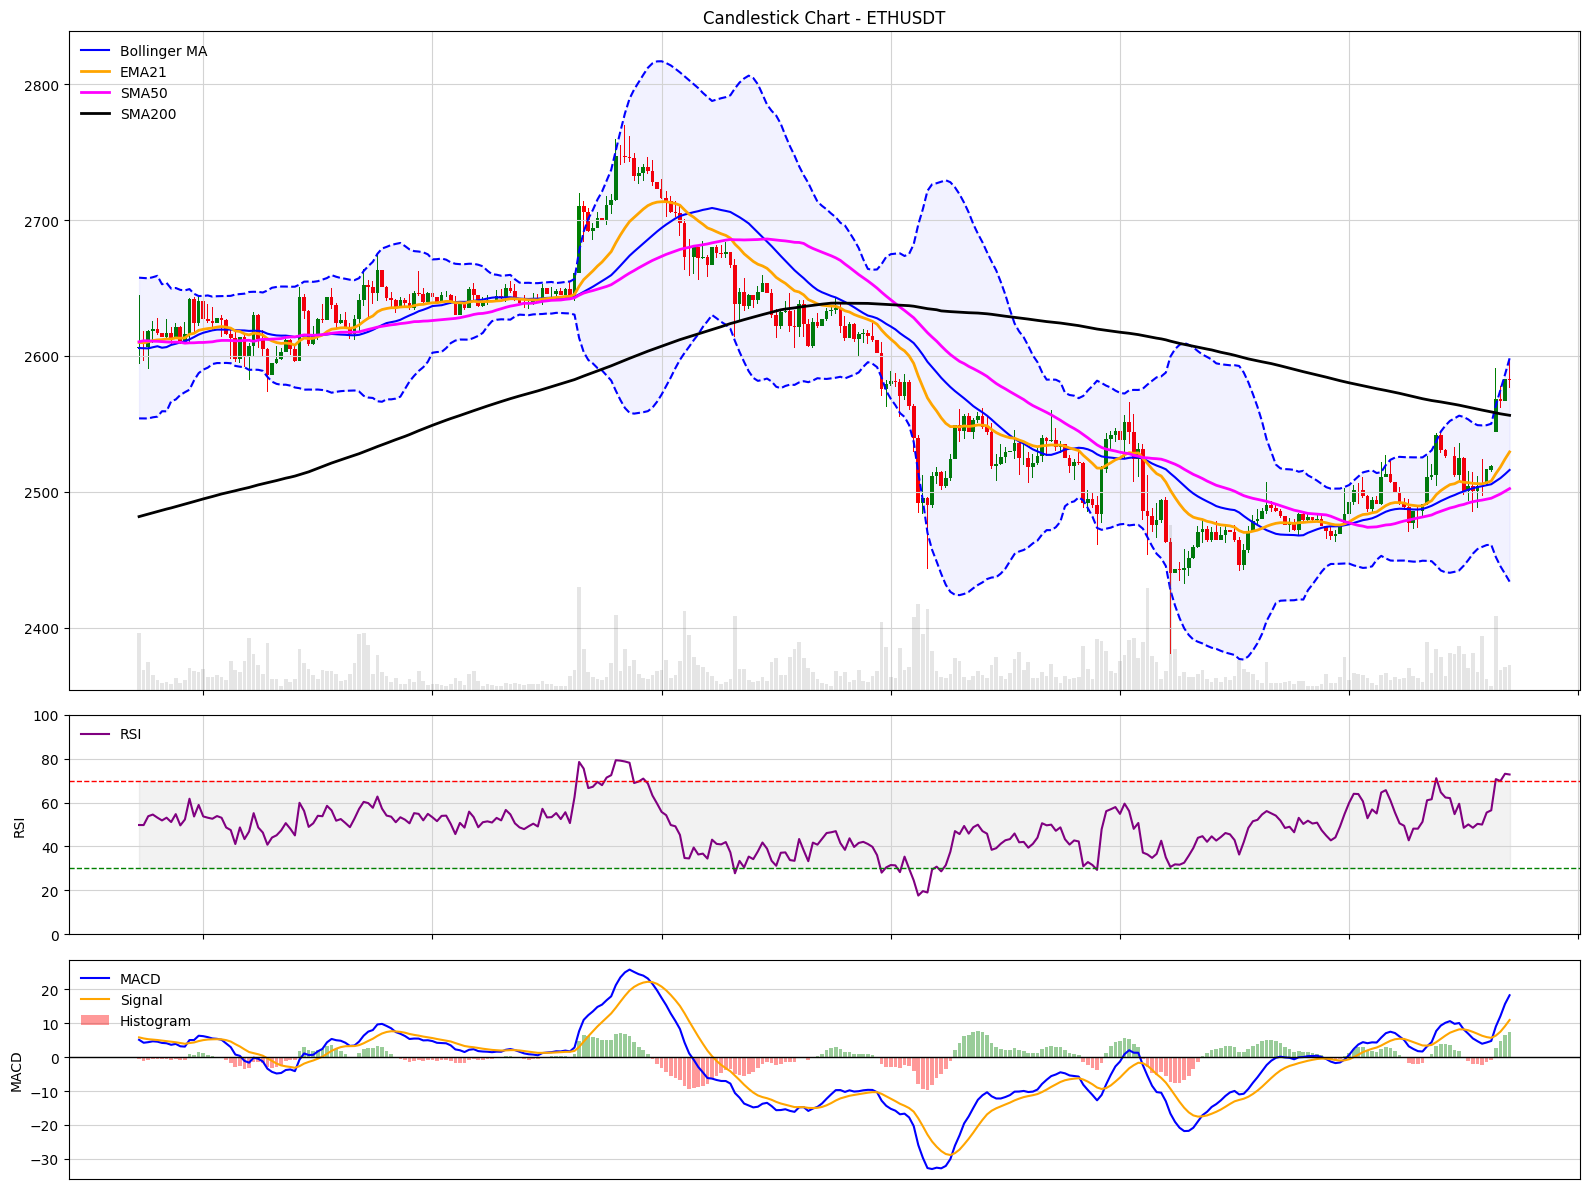 Candlestick Chart - ETHUSDT
Bollinger MA
EMA21
SMA50
SMA200
2800
2700
2600
2500
2400
RSI
100
80
60
40
20
0
RSI
MACD
Signal
Histogram
20
10
0
−10
−20
−30
MACD